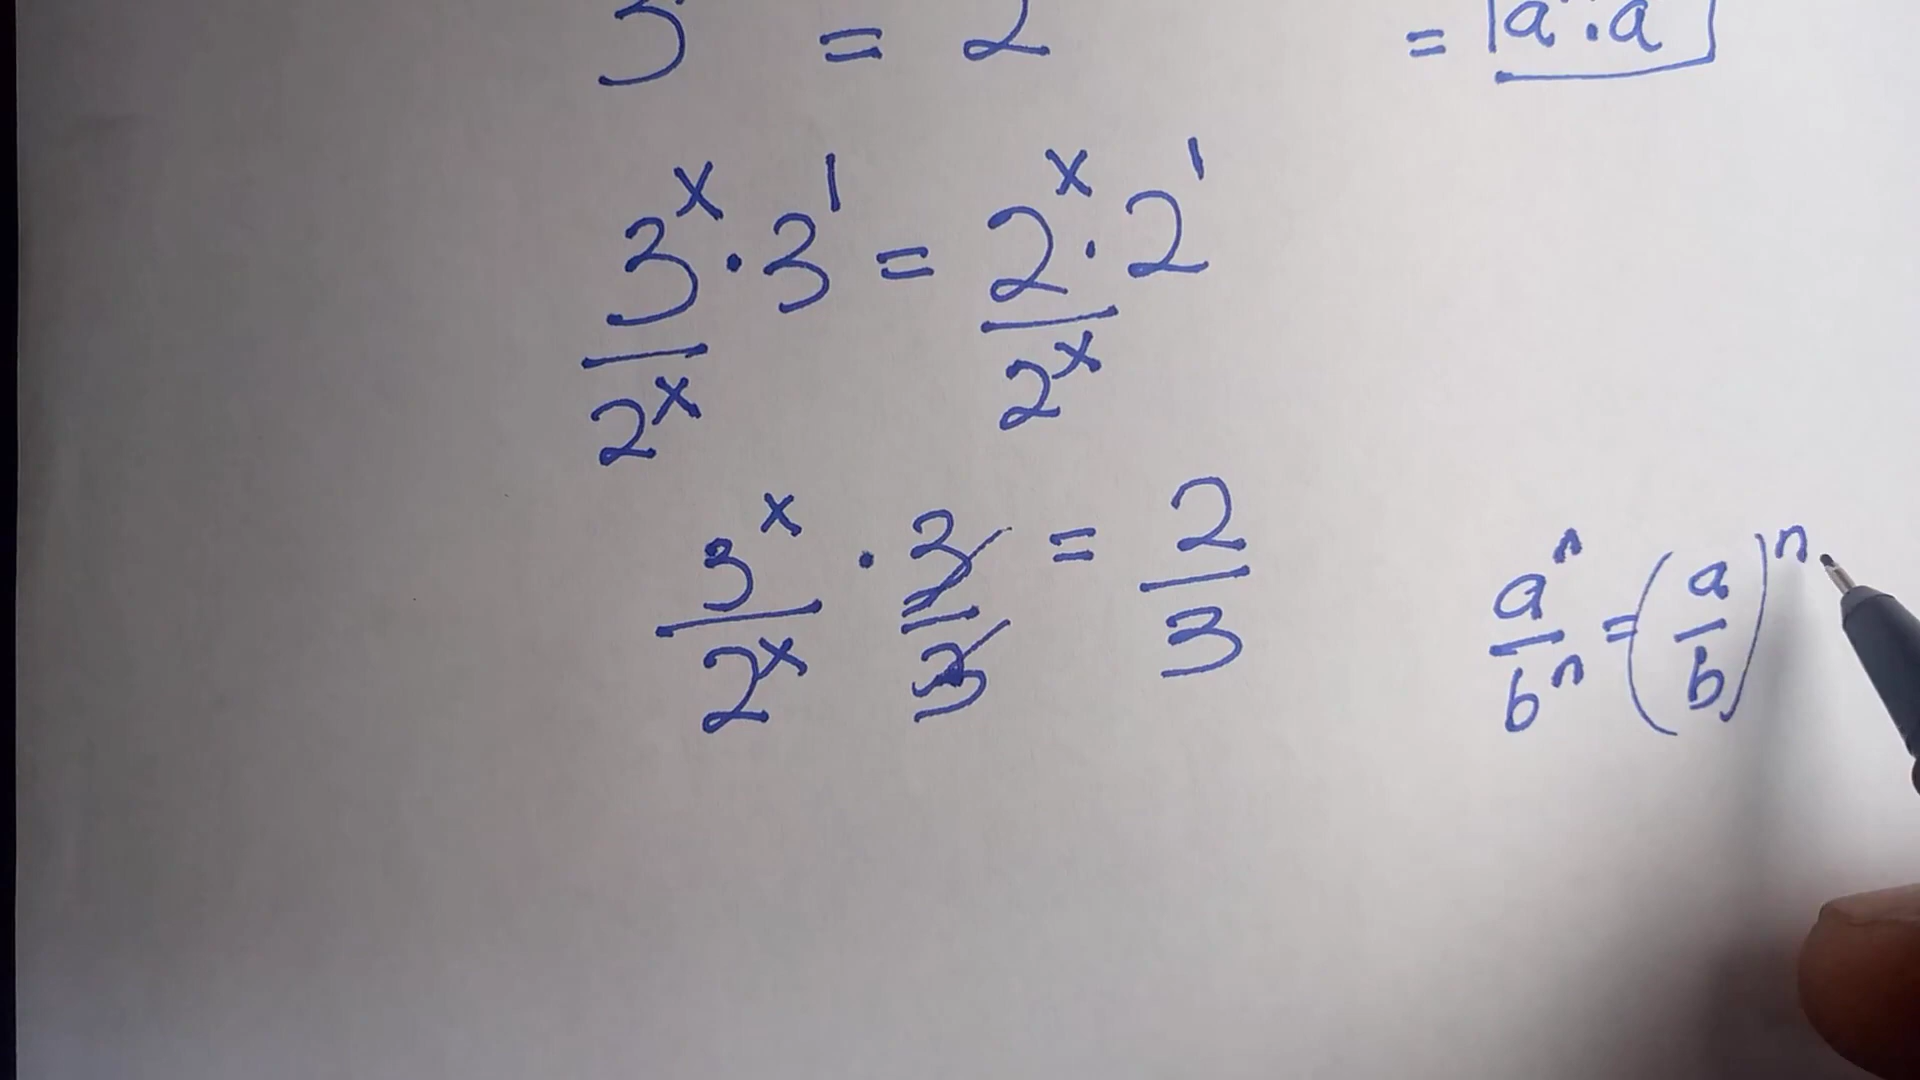 3 = 2
= a · a
3^x · 3^1 / 2^x = 2^x · 2^1 / 2^x
3^x / 2^x · 3/3 = 2/3
a^n / b^n = (a/b)^n